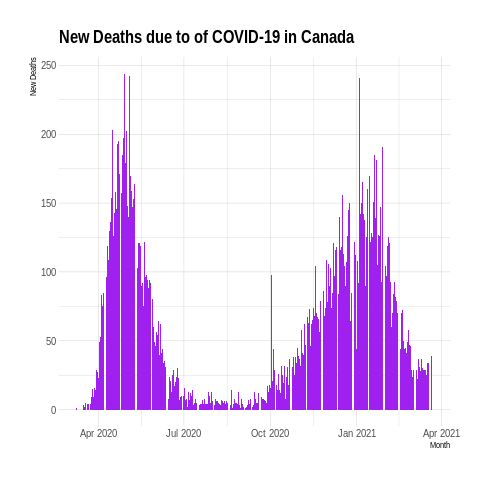 New Deaths due to of COVID-19 in Canada
New Deaths
250
200
150
100
50
0
Apr 2020 Jul 2020 Oct 2020 Jan 2021 Apr 2021
Month